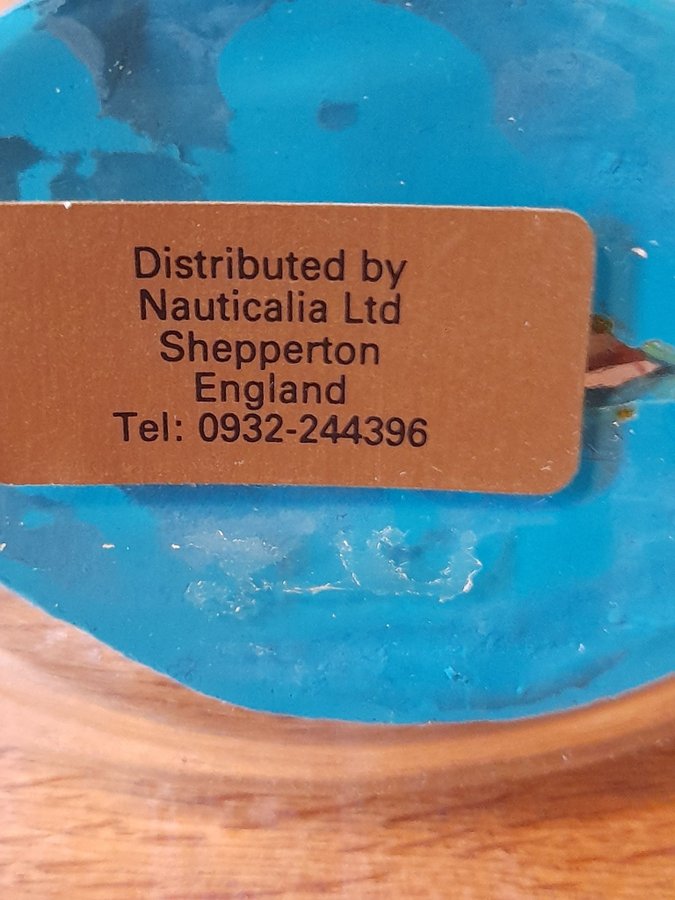 Distributed by
Nauticalia Ltd
Shepperton
England
Tel: 0932-244396